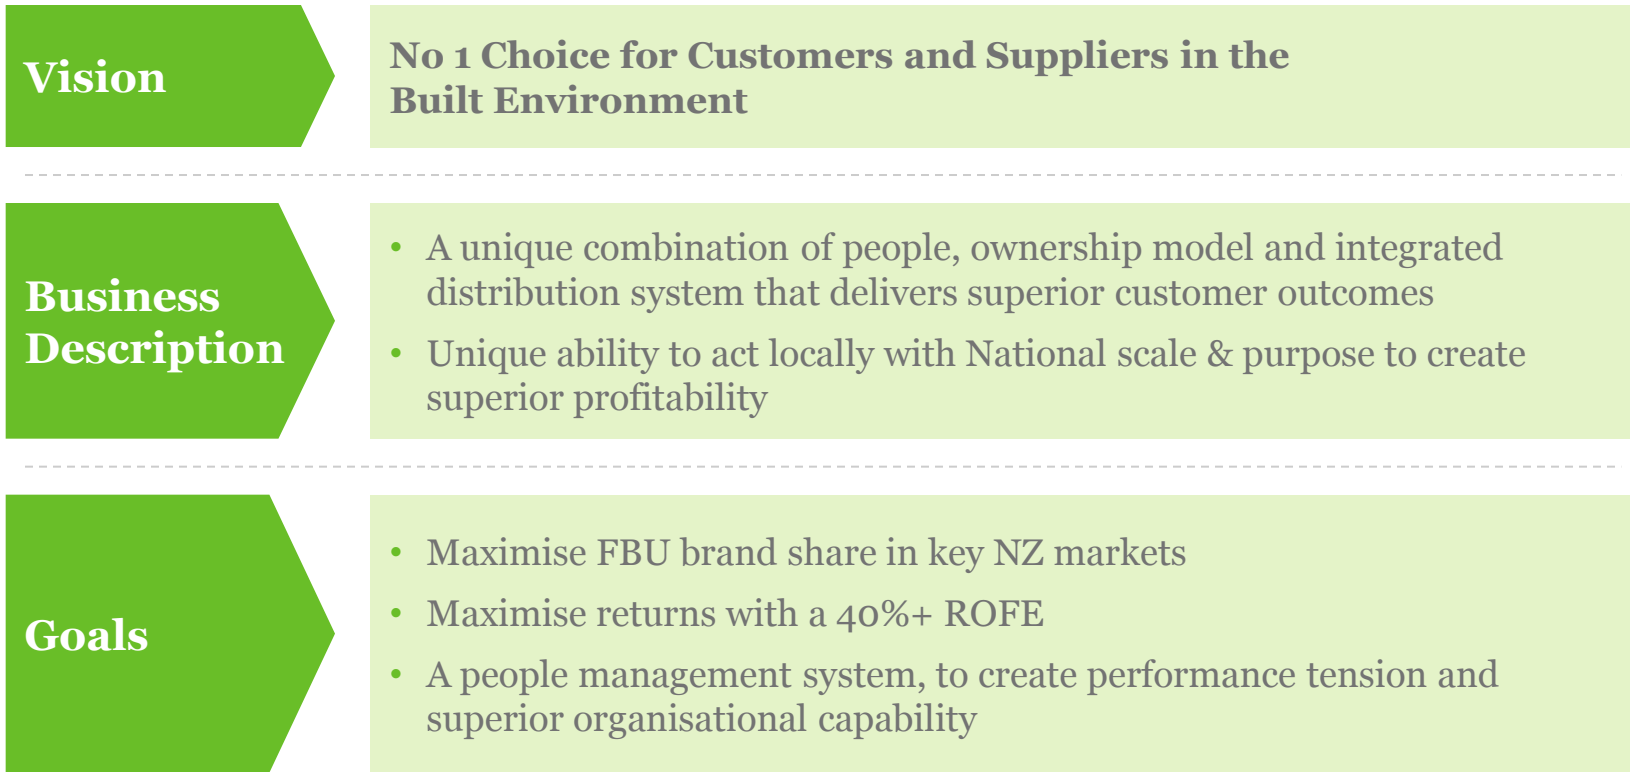 Vision
No 1 Choice for Customers and Suppliers in the
Built Environment
Business
Description
• A unique combination of people, ownership model and integrated
distribution system that delivers superior customer outcomes
• Unique ability to act locally with National scale & purpose to create
superior profitability
Goals
• Maximise FBU brand share in key NZ markets
• Maximise returns with a 40%+ ROFE
• A people management system, to create performance tension and
superior organisational capability